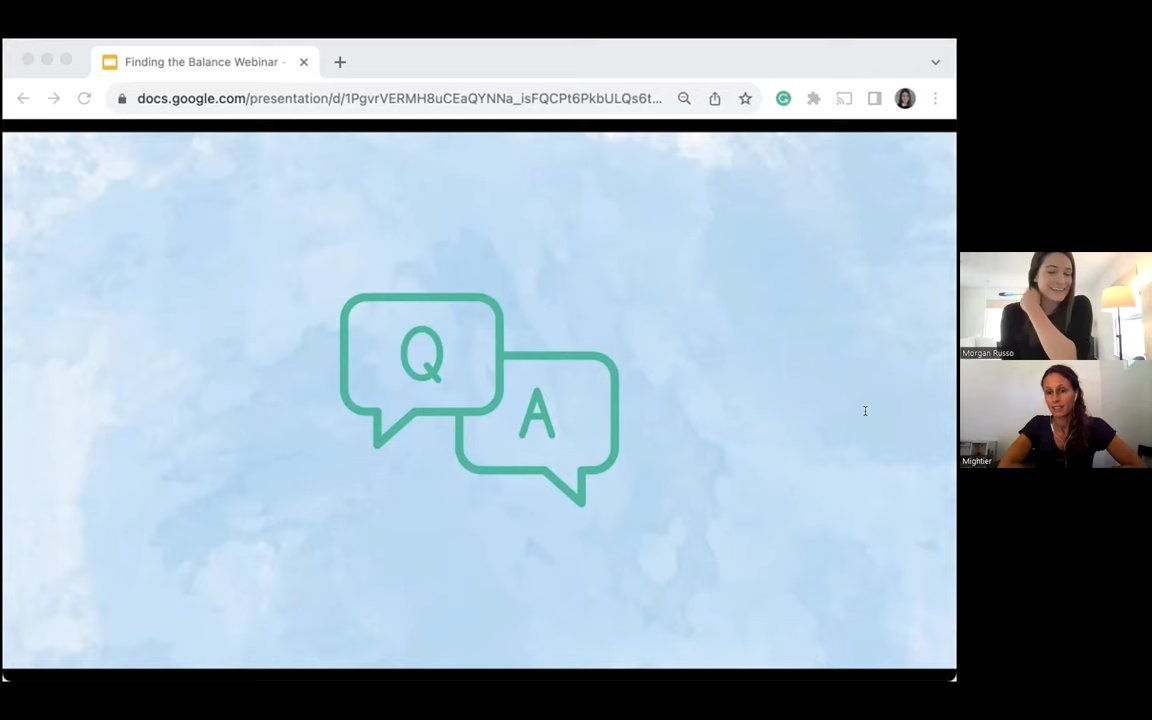 Finding the Balance Webinar -
docs.google.com/presentation/d/1PgvrVERMH8uCEaQYNNa_isFQCPt6PkbULQs6t...
Q
A
Morgan Russo
Mightier